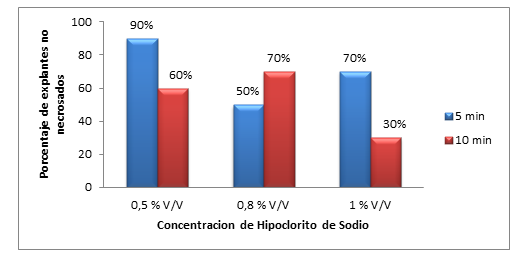 Porcentaje de explantes no
necrosados
100
80
60
40
20
0
90%
60%
50%
70%
70%
30%
0,5 % V/V
0,8 % V/V
1 % V/V
Concentracion de Hipoclorito de Sodio
5 min
10 min